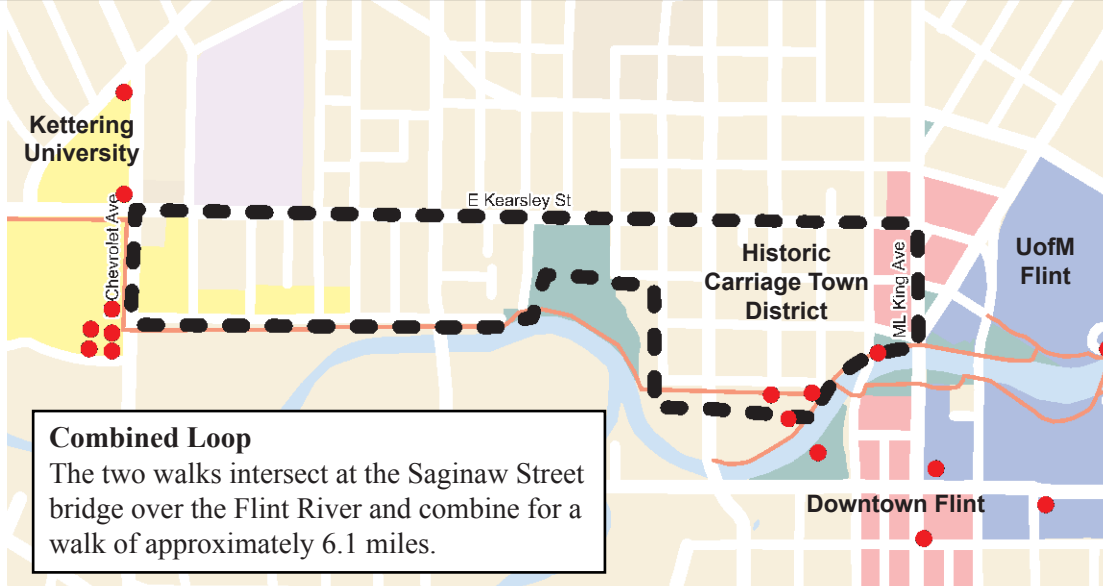 Kettering
University
Chevrolet Ave
E Kearsley St
Historic
Carriage Town
District
ML King Ave
UofM
Flint
Downtown Flint
Combined Loop
The two walks intersect at the Saginaw Street
bridge over the Flint River and combine for a
walk of approximately 6.1 miles.